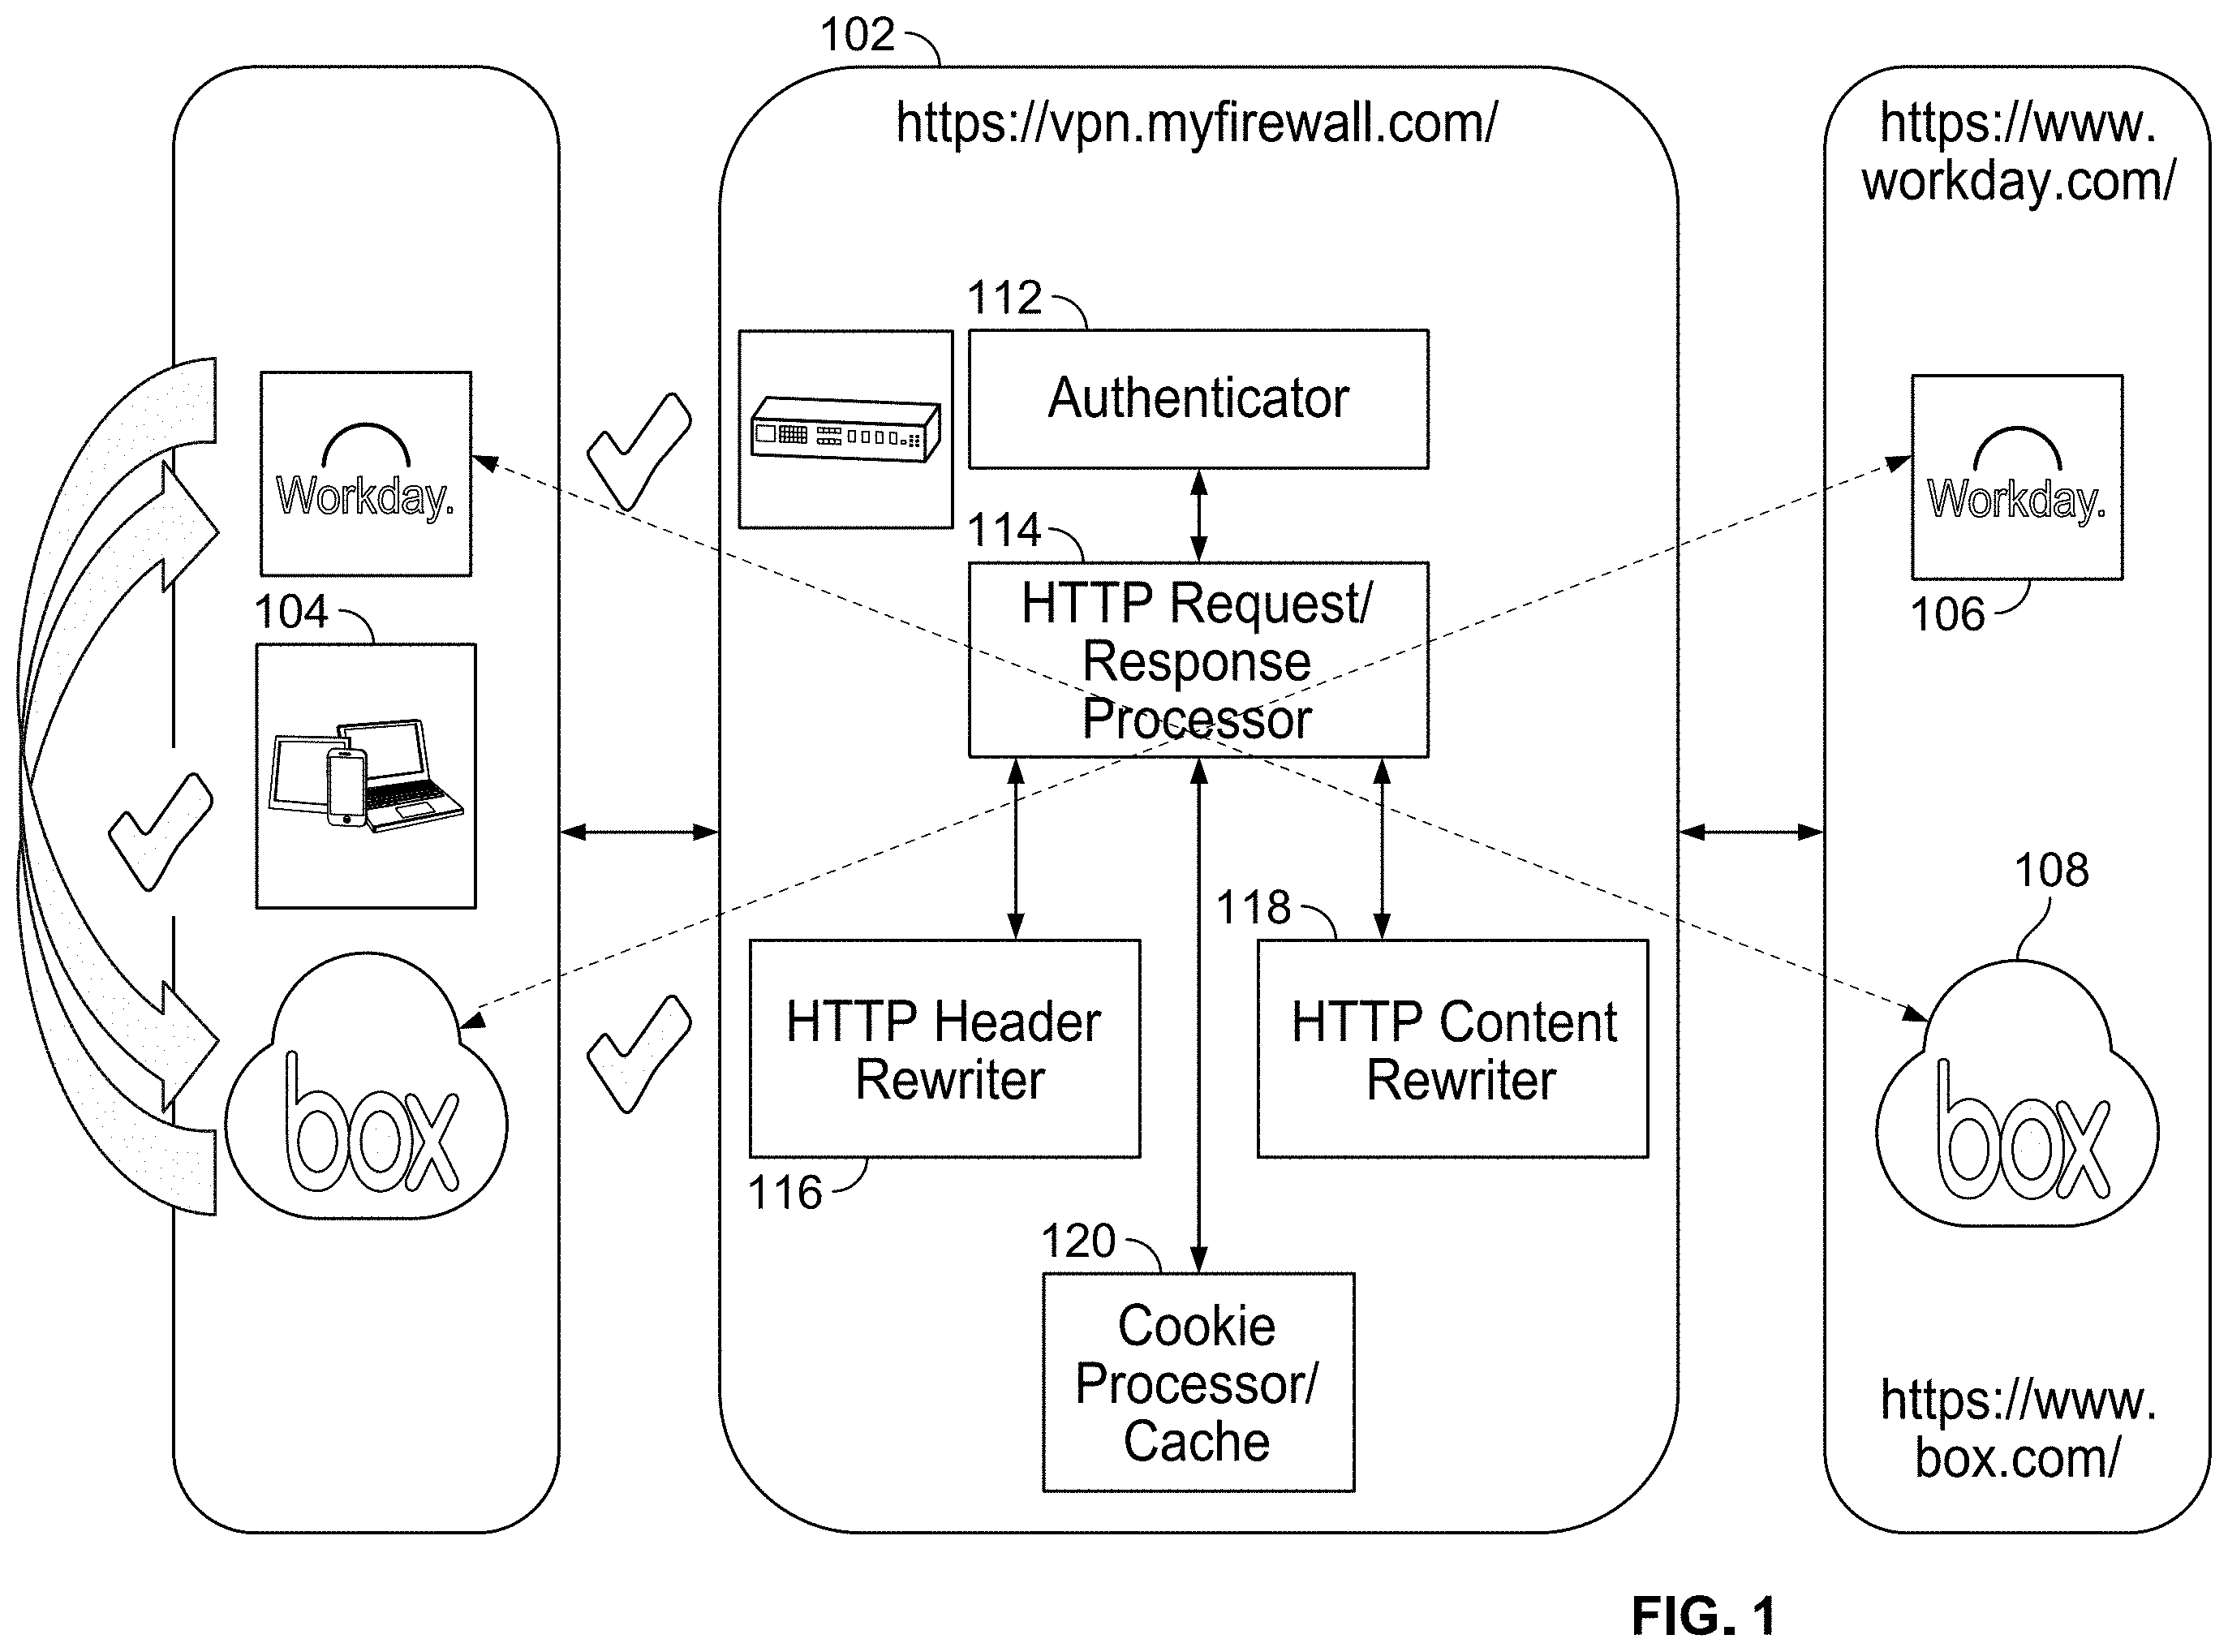 102
https://vpn.myfirewall.com/
https://www.
workday.com/
112
Authenticator
Workday.
104
114
HTTP Request/
Response
Processor
Workday.
106
108
118
HTTP Header
Rewriter
116
HTTP Content
Rewriter
box
box
120
Cookie
Processor/
Cache
https://www.
box.com/
FIG. 1